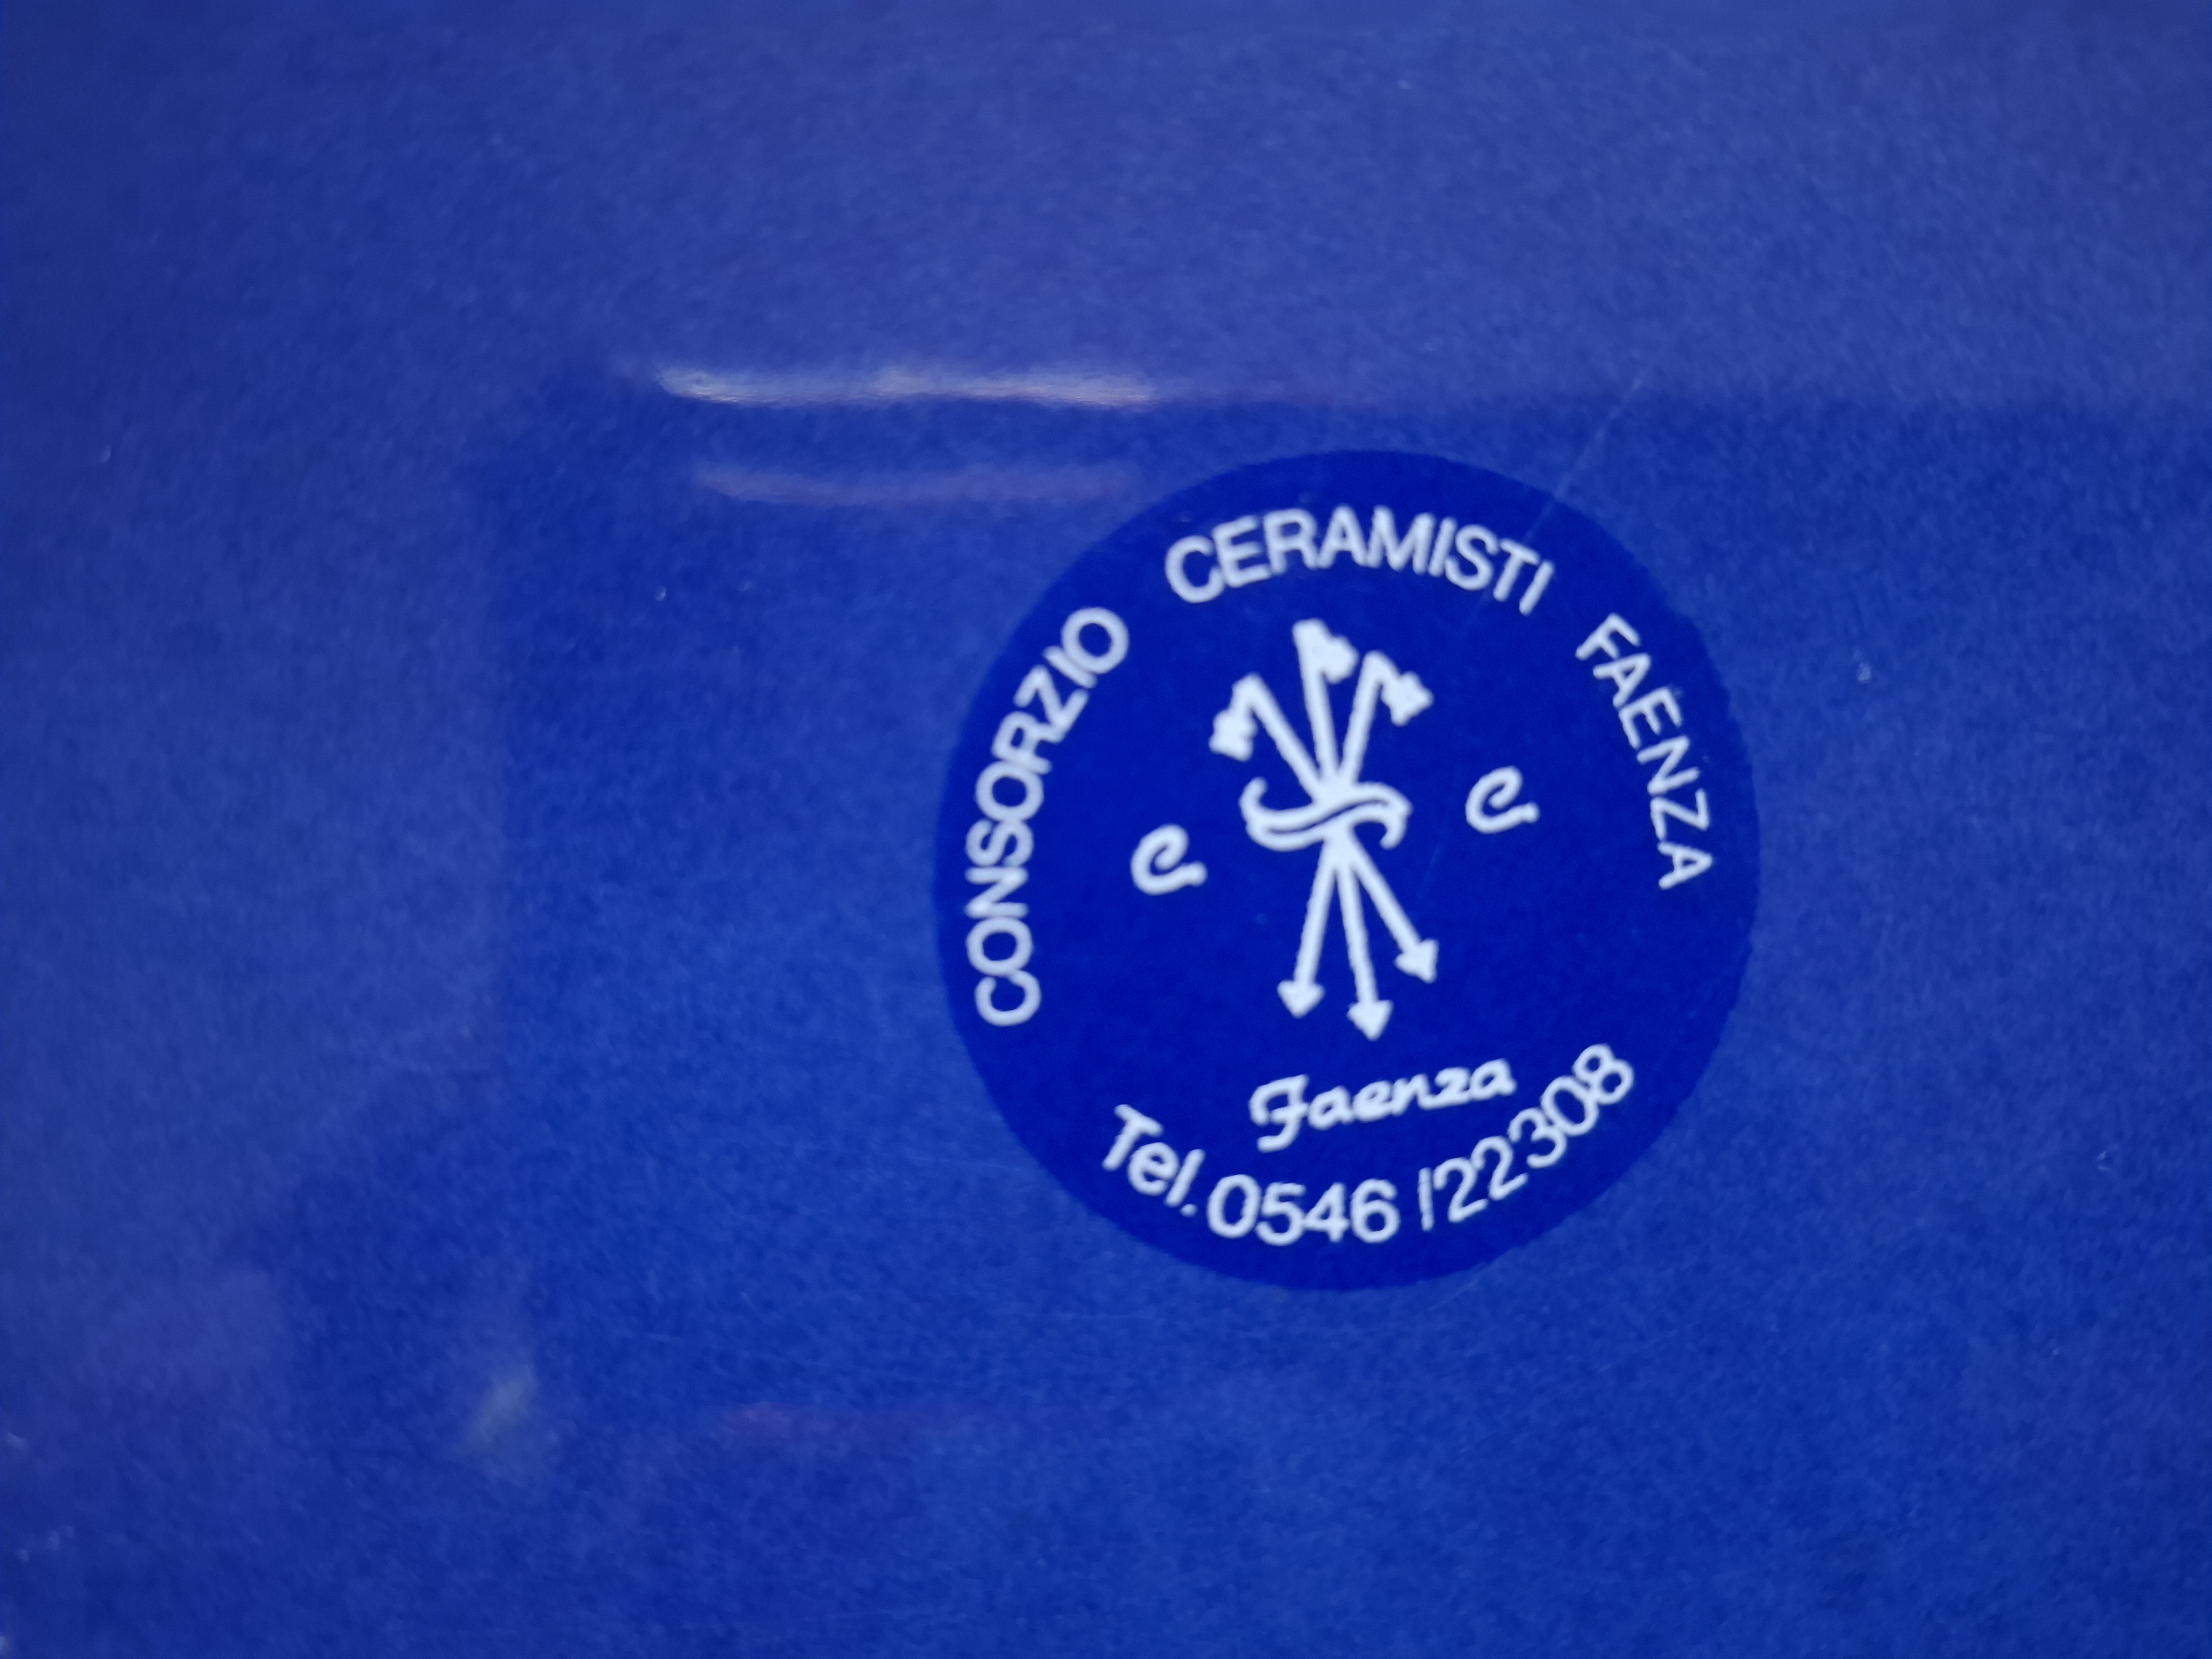 CONSORZIO CERAMISTI FAENZA
C C
Faenza
Tel. 0546/22308